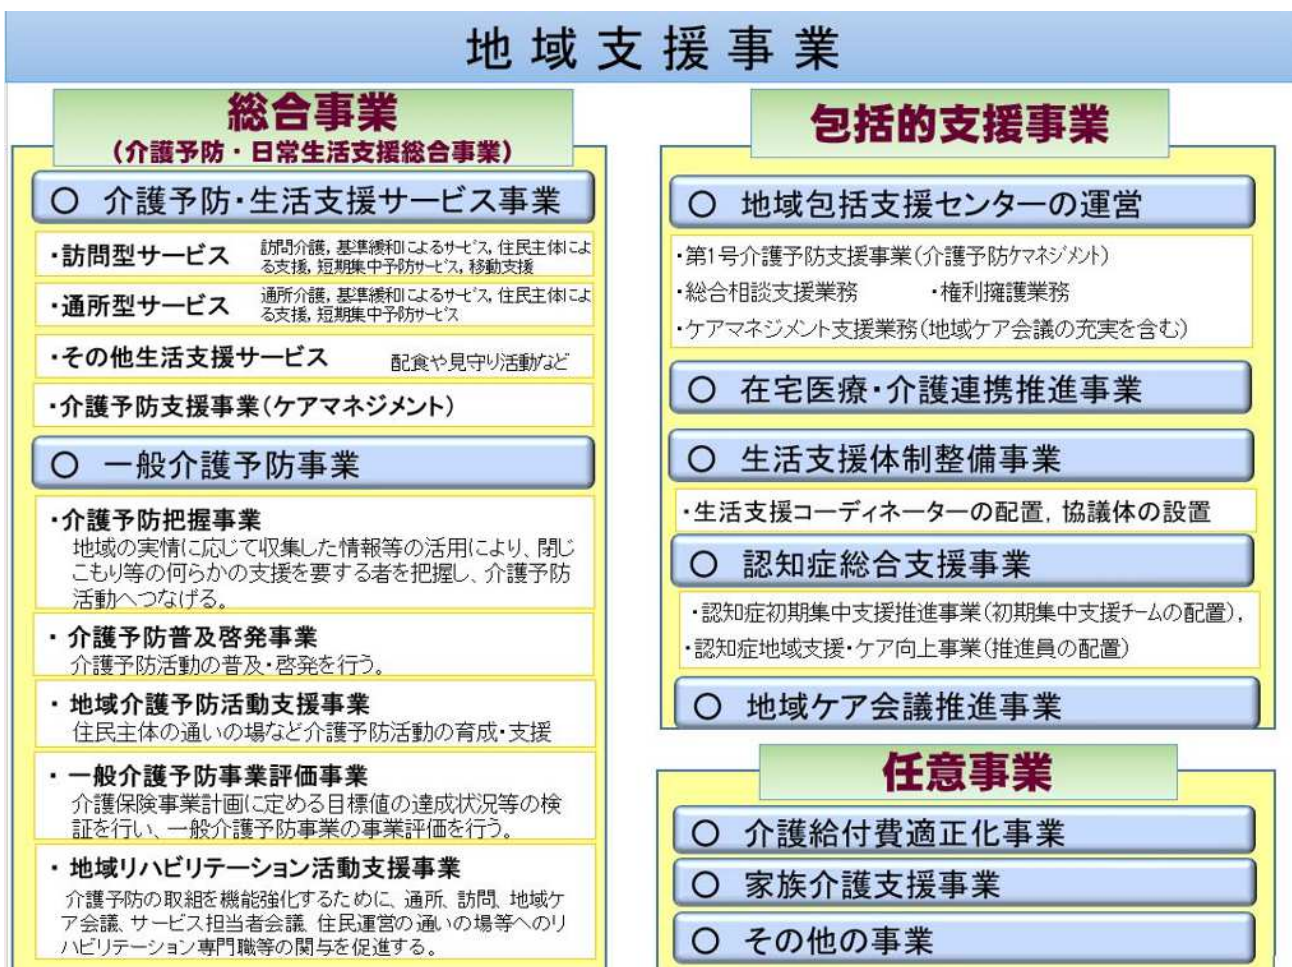 地域支援事業
総合事業
(介護予防・日常生活支援総合事業)
○ 介護予防・生活支援サービス事業
・訪問型サービス 訪問介護,基準緩和によるサービス,住民主体によ
る支援,短期集中予防サービス,移動支援
・通所型サービス 通所介護,基準緩和によるサービス,住民主体によ
る支援,短期集中予防サービス
・その他生活支援サービス 配食や見守り活動など
・介護予防支援事業(ケアマネジメント)
○ 一般介護予防事業
・介護予防把握事業
地域の実情に応じて収集した情報等の活用により、閉じ
こもり等の何らかの支援を要する者を把握し、介護予防
活動へつなげる。
・介護予防普及啓発事業
介護予防活動の普及・啓発を行う。
・地域介護予防活動支援事業
住民主体の通いの場など介護予防活動の育成・支援
・一般介護予防事業評価事業
介護保険事業計画に定める目標値の達成状況等の検
証を行い、一般介護予防事業の事業評価を行う。
・地域リハビリテーション活動支援事業
介護予防の取組を機能強化するために、通所、訪問、地域ケ
ア会議、サービス担当者会議、住民運営の通いの場等へのリ
ハビリテーション専門職等の関与を促進する。
包括的支援事業
○ 地域包括支援センターの運営
・第1号介護予防支援事業(介護予防ケアマネジメント)
・総合相談支援業務 ・権利擁護業務
・ケアマネジメント支援業務(地域ケア会議の充実を含む)
○ 在宅医療・介護連携推進事業
○ 生活支援体制整備事業
・生活支援コーディネーターの配置,協議体の設置
○ 認知症総合支援事業
・認知症初期集中支援推進事業(初期集中支援チームの配置),
・認知症地域支援・ケア向上事業(推進員の配置)
○ 地域ケア会議推進事業
任意事業
○ 介護給付費適正化事業
○ 家族介護支援事業
○ その他の事業